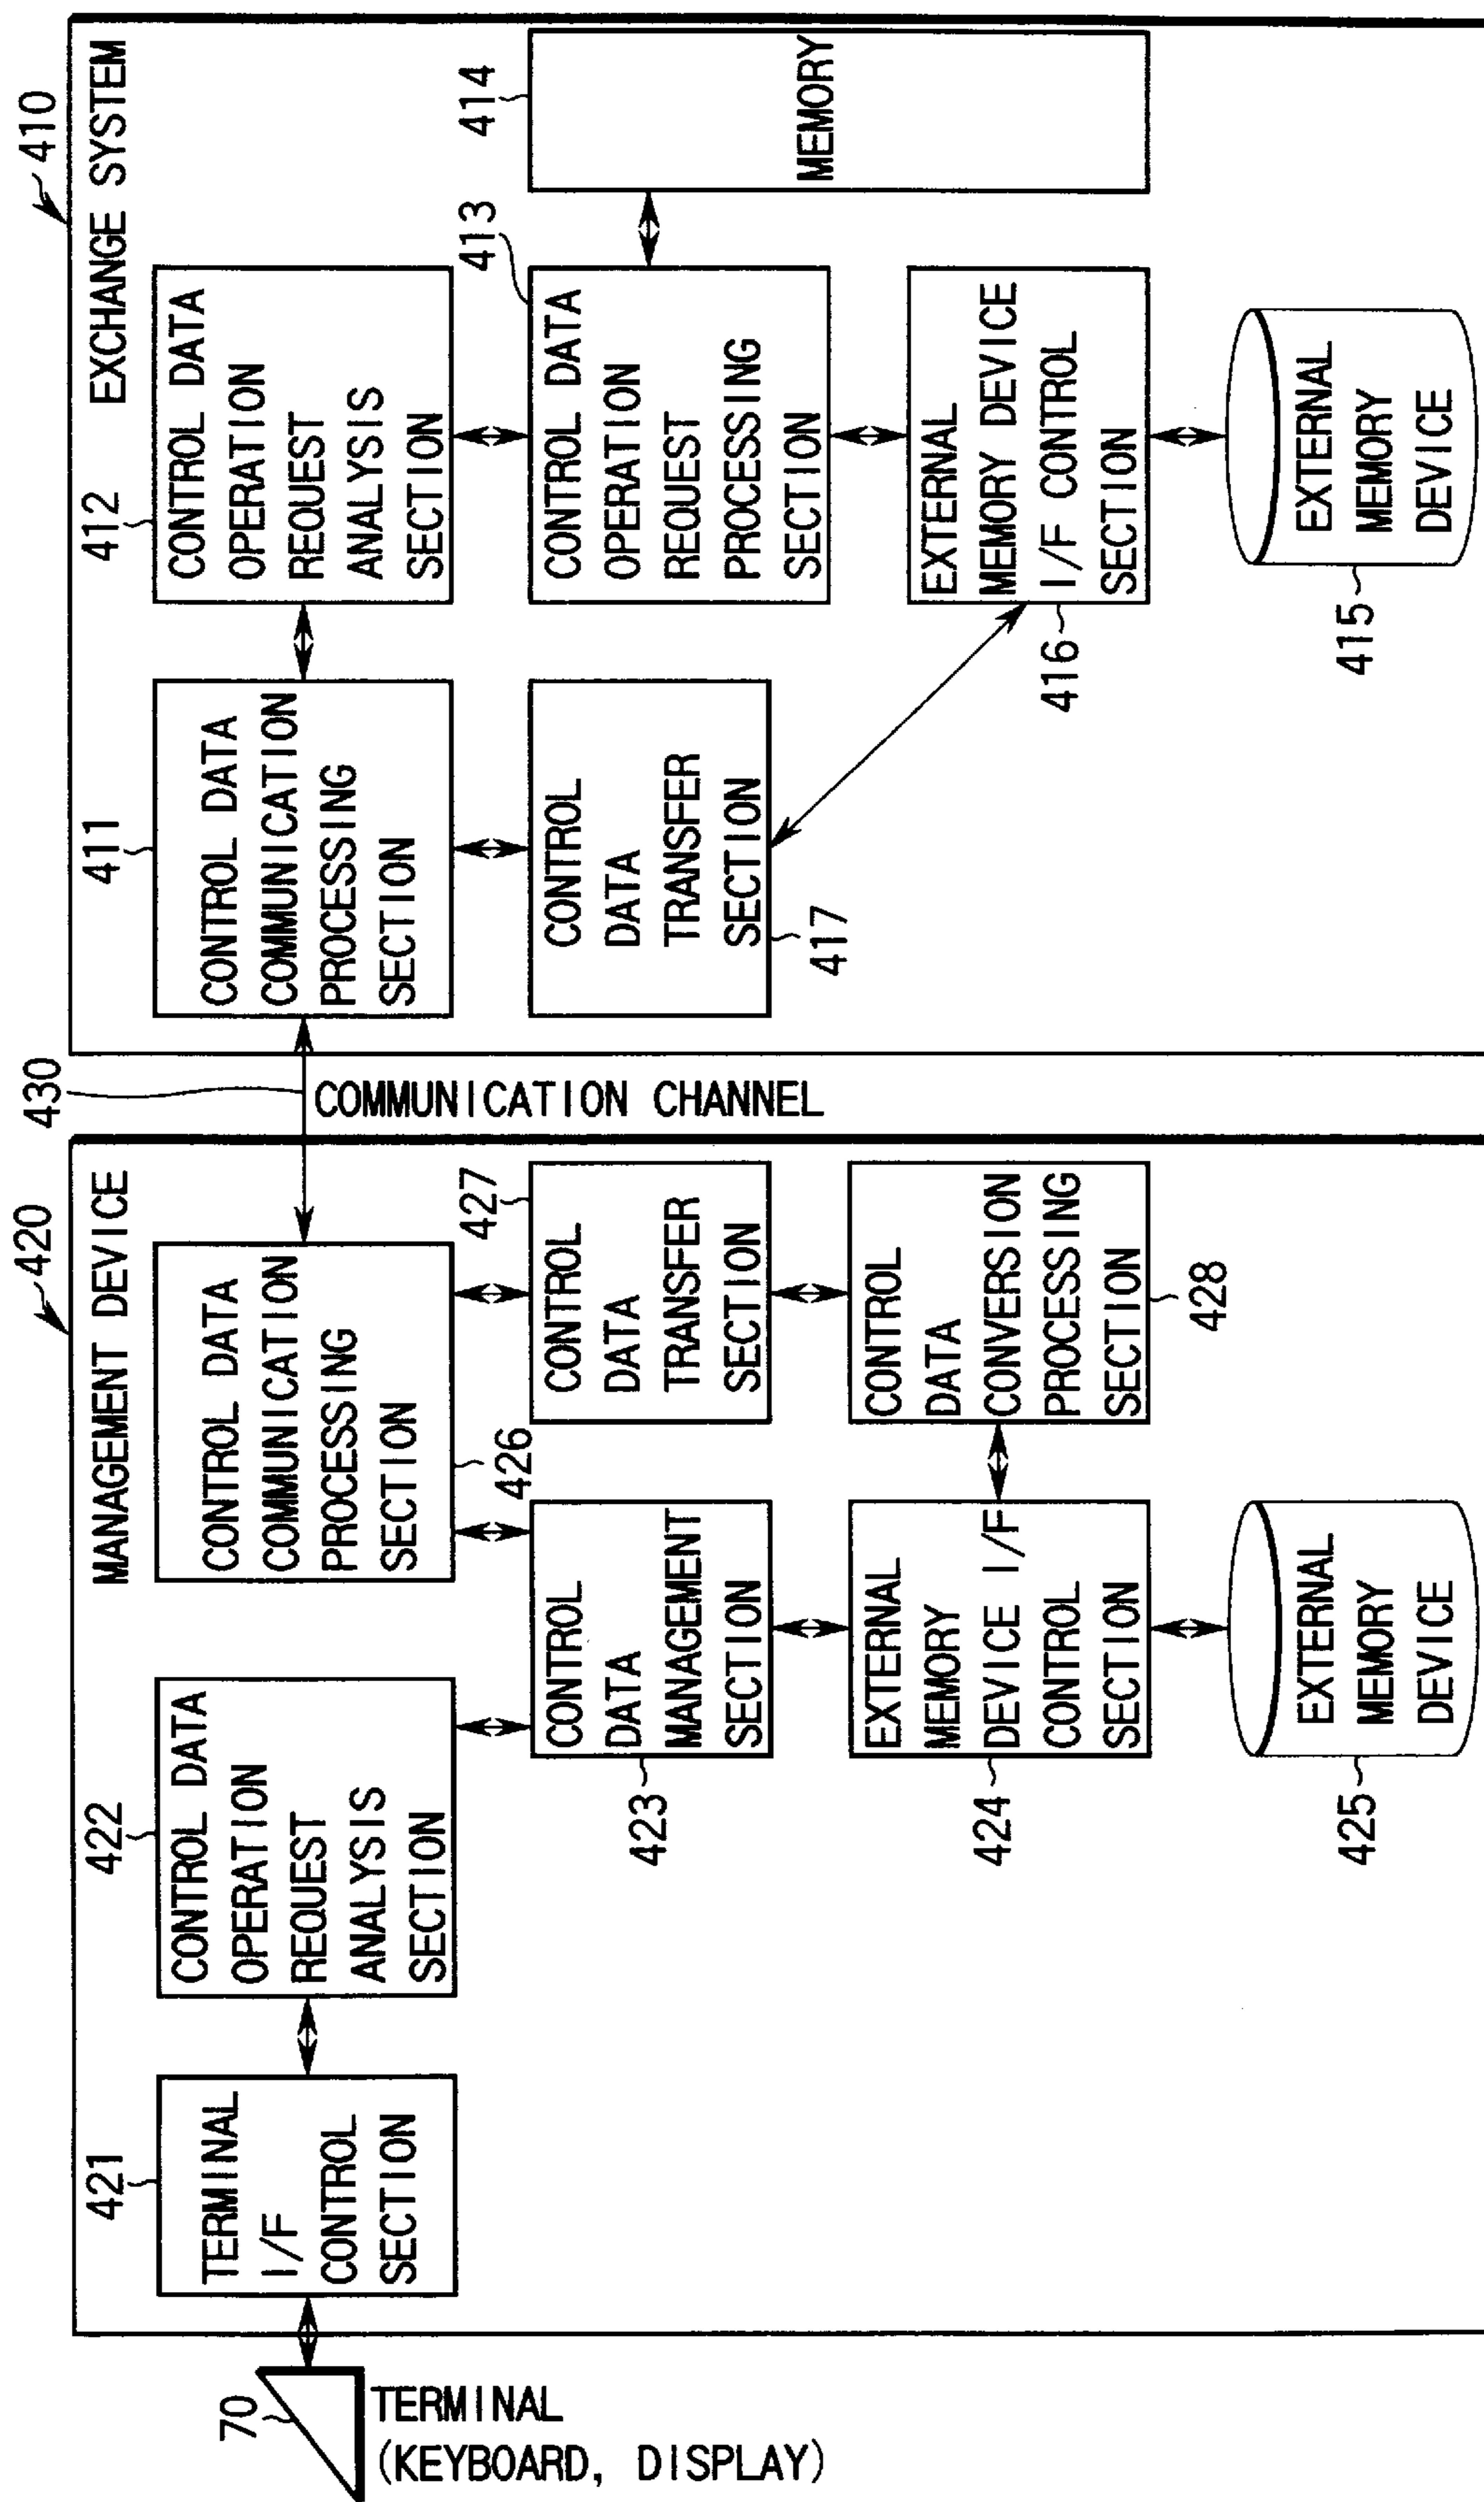 420
MANAGEMENT DEVICE
421
TERMINAL
I/F
CONTROL
SECTION
422
CONTROL DATA
OPERATION
REQUEST
ANALYSIS
SECTION
CONTROL DATA
COMMUNICATION
PROCESSING
SECTION
426
70
TERMINAL
(KEYBOARD, DISPLAY)
CONTROL
DATA
MANAGEMENT
SECTION
423
427
CONTROL
DATA
TRANSFER
SECTION
EXTERNAL
MEMORY
DEVICE I/F
CONTROL
SECTION
424
CONTROL
DATA
CONVERSION
PROCESSING
SECTION
428
EXTERNAL
MEMORY
DEVICE
425
430
COMMUNICATION CHANNEL
410
EXCHANGE SYSTEM
411
CONTROL DATA
COMMUNICATION
PROCESSING
SECTION
412
CONTROL DATA
OPERATION
REQUEST
ANALYSIS
SECTION
CONTROL
DATA
TRANSFER
SECTION
417
413
CONTROL DATA
OPERATION
REQUEST
PROCESSING
SECTION
414
MEMORY
EXTERNAL
MEMORY DEVICE
I/F CONTROL
SECTION
416
EXTERNAL
MEMORY
DEVICE
415